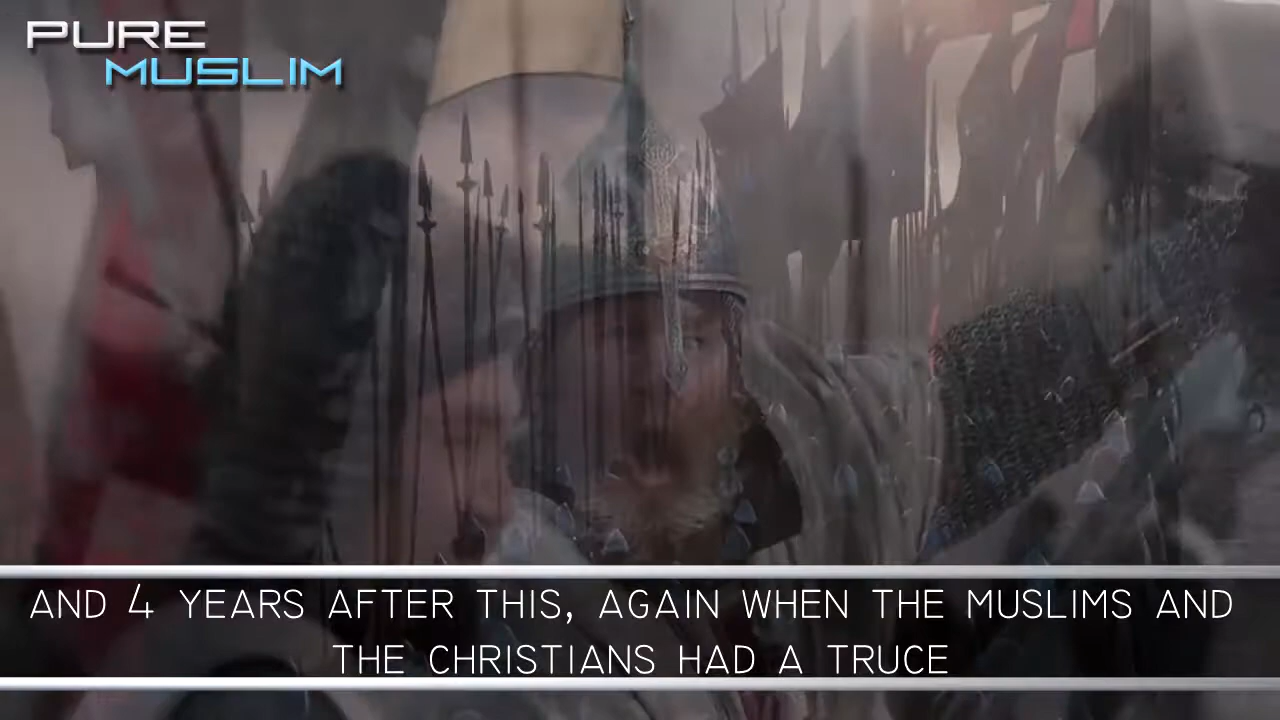 PURE
MUSLIM
AND 4 YEARS AFTER THIS, AGAIN WHEN THE MUSLIMS AND
THE CHRISTIANS HAD A TRUCE